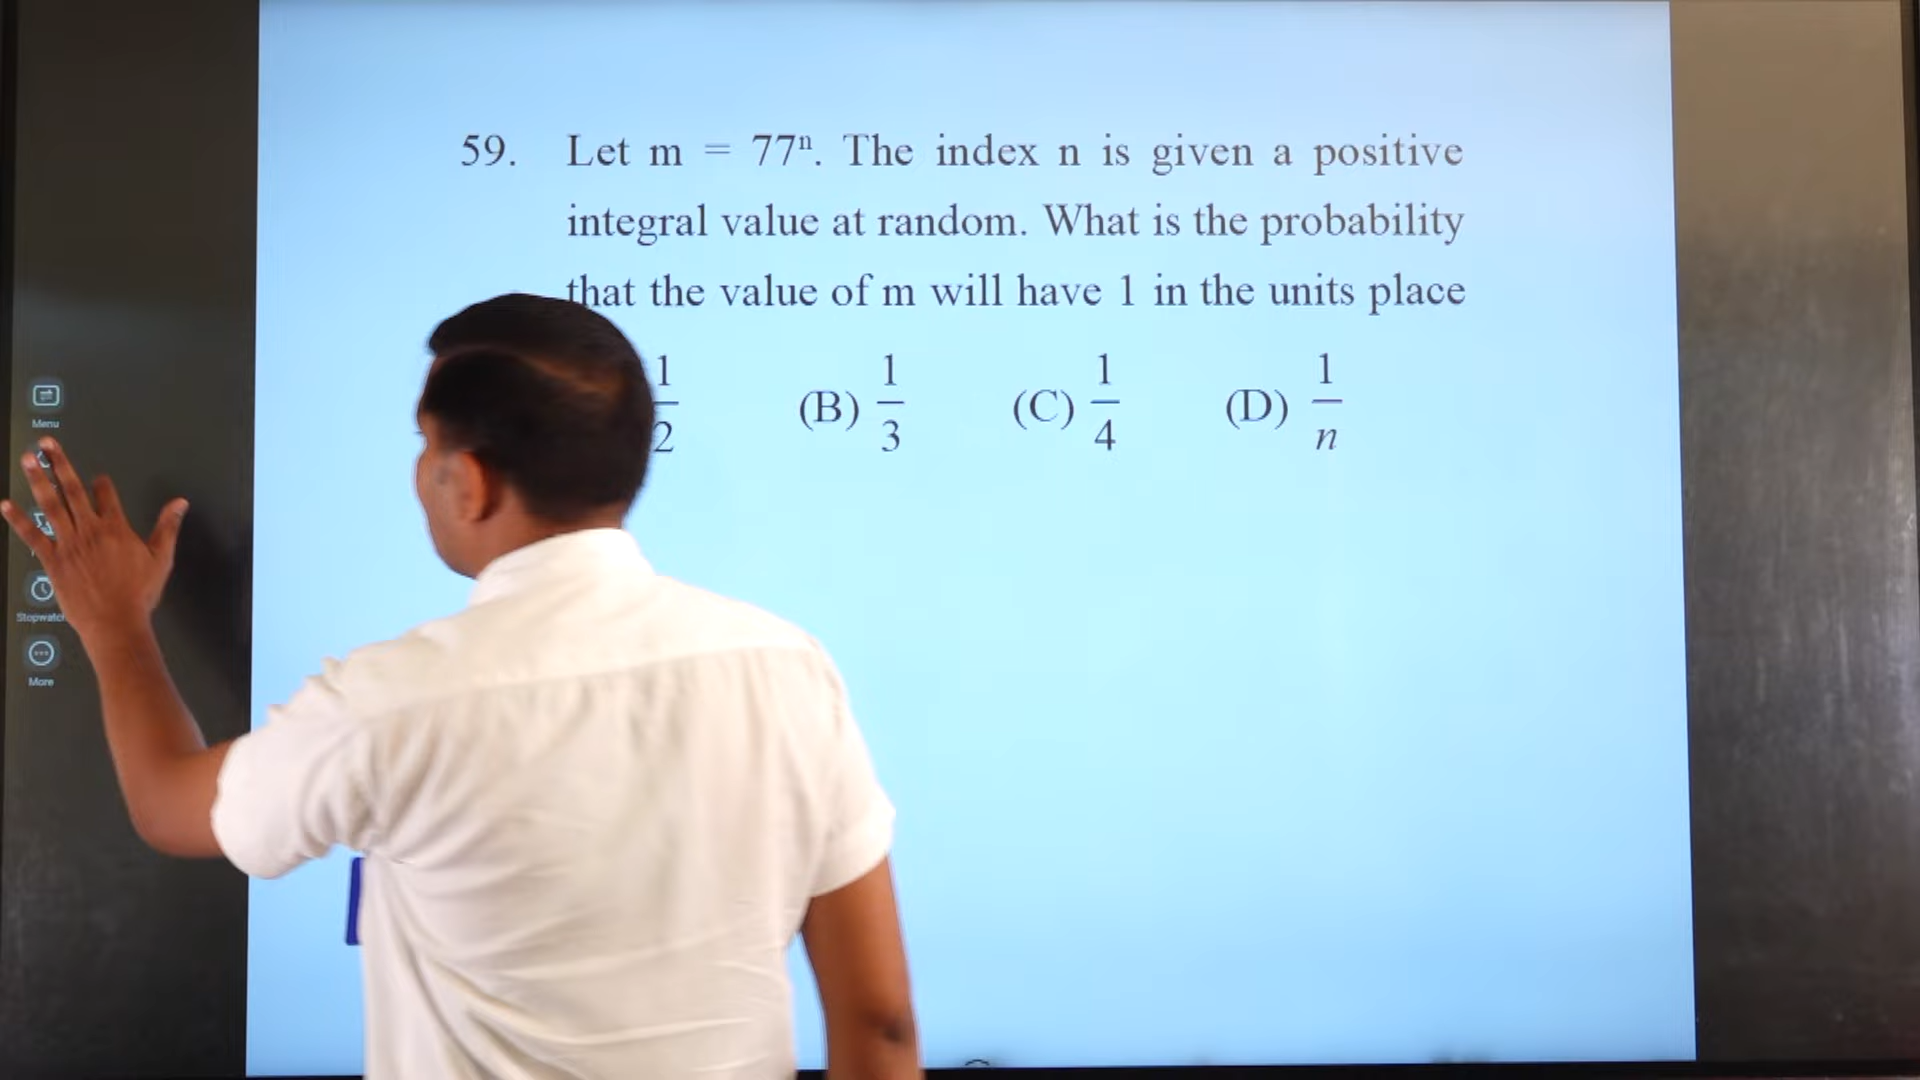 59. Let m = 77ⁿ. The index n is given a positive
integral value at random. What is the probability
that the value of m will have 1 in the units place
1/2 (B) 1/3 (C) 1/4 (D) 1/n
Menu
Stopwatch
More